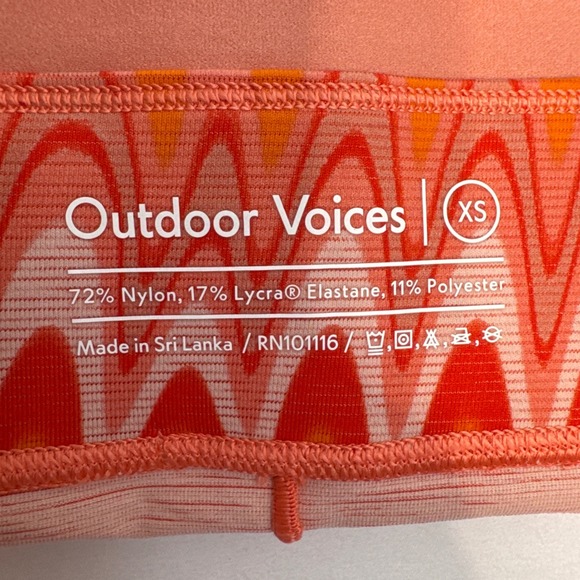 Outdoor Voices | XS
72% Nylon, 17% Lycra® Elastane, 11% Polyester
Made in Sri Lanka / RN101116 /